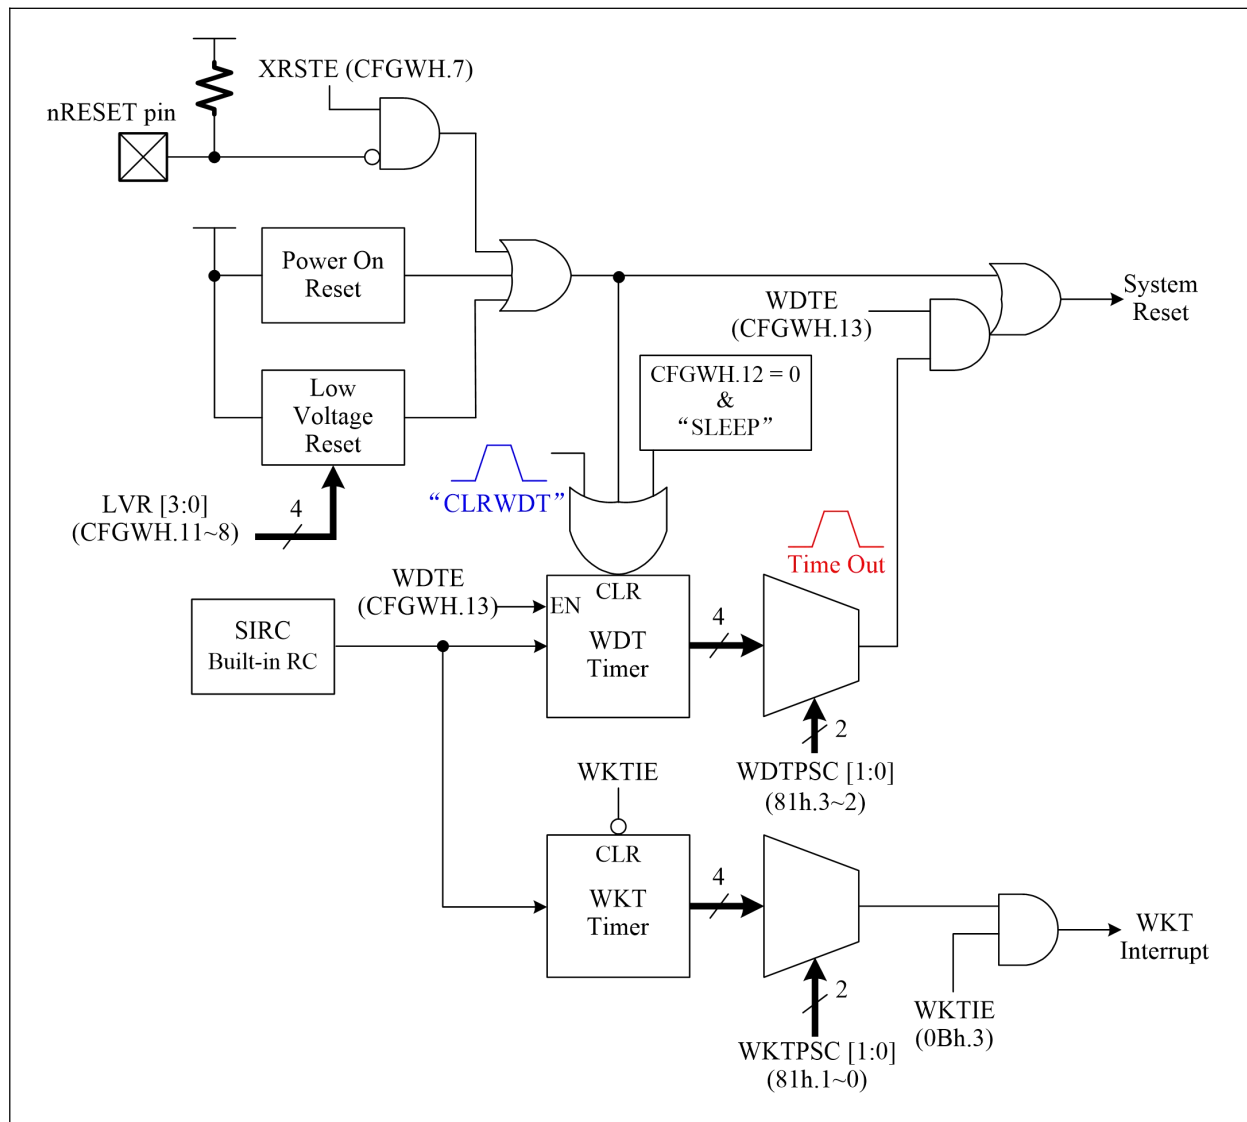 XRSTE (CFGWH.7)
nRESET pin
Power On
Reset
System
Reset
WDTE
(CFGWH.13)
Low
Voltage
Reset
CFGWH.12 = 0
&
“SLEEP”
“CLRWDT”
LVR [3:0]
(CFGWH.11~8)
4
Time Out
WDTE
(CFGWH.13)
EN
CLR
WDT
Timer
4
SIRC
Built-in RC
2
WDTPSC [1:0]
(81h.3~2)
WKTIE
CLR
WKT
Timer
4
WKT
Interrupt
2
WKTIE
(0Bh.3)
WKTPSC [1:0]
(81h.1~0)